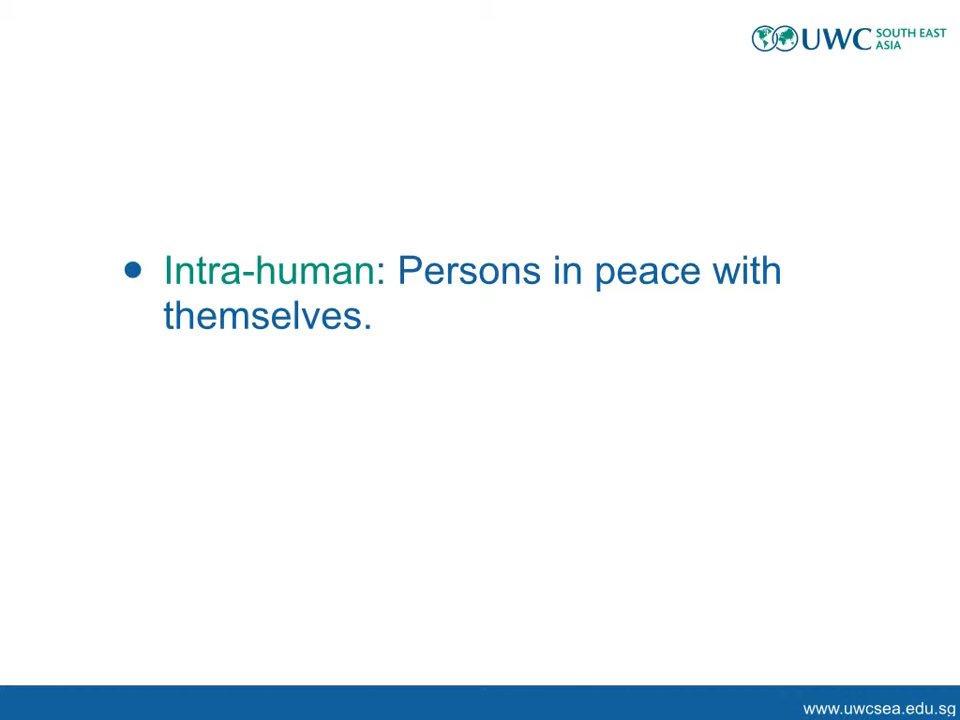 UWC SOUTH EAST
ASIA
• Intra-human: Persons in peace with
themselves.
www.uwcsea.edu.sg